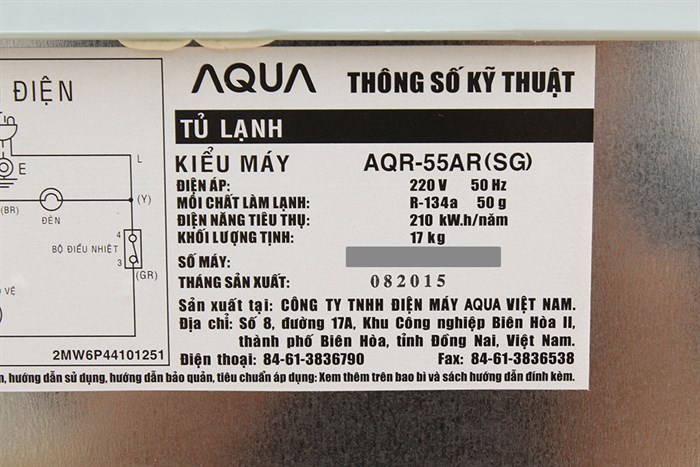 ĐIỆN
E
L
(BR)
ĐÈN
(Y)
4
BỘ ĐIỀU NHIỆT
3
(GR)
VỆ
2MW6P44101251
AQUA THÔNG SỐ KỸ THUẬT
TỦ LẠNH
KIỂU MÁY AQR-55AR(SG)
ĐIỆN ÁP: 220 V 50 Hz
MÔI CHẤT LÀM LẠNH: R-134a 50 g
ĐIỆN NĂNG TIÊU THỤ: 210 kW.h/năm
KHỐI LƯỢNG TỊNH: 17 kg
SỐ MÁY:
THÁNG SẢN XUẤT: 082015
Sản xuất tại: CÔNG TY TNHH ĐIỆN MÁY AQUA VIỆT NAM.
Địa chỉ: Số 8, đường 17A, Khu Công nghiệp Biên Hòa II,
thành phố Biên Hòa, tỉnh Đồng Nai, Việt Nam.
Điện thoại: 84-61-3836790 Fax: 84-61-3836538
hướng dẫn sử dụng, hướng dẫn bảo quản, tiêu chuẩn áp dụng: Xem thêm trên bao bì và sách hướng dẫn đính kèm.